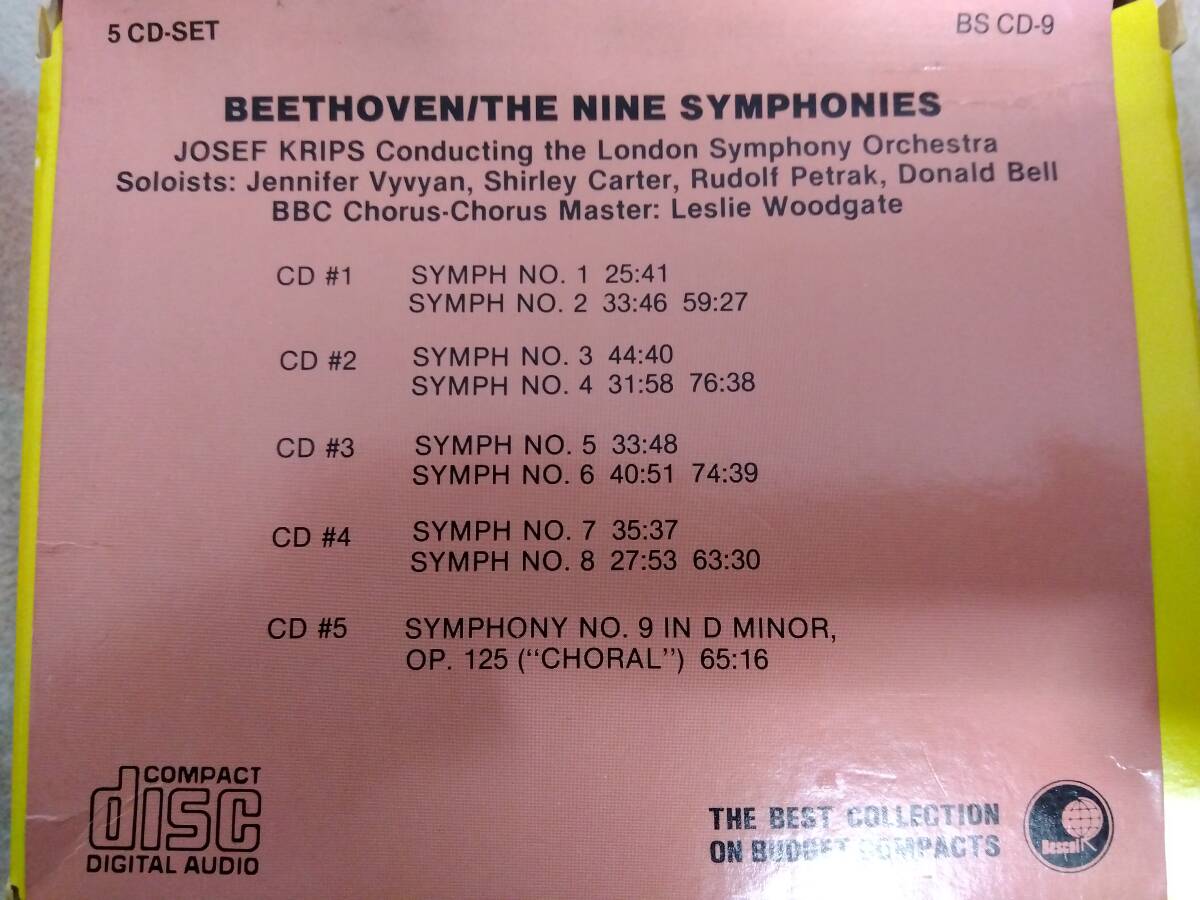 5 CD-SET
BS CD-9
BEETHOVEN/THE NINE SYMPHONIES
JOSEF KRIPS Conducting the London Symphony Orchestra
Soloists: Jennifer Vyvyan, Shirley Carter, Rudolf Petrak, Donald Bell
BBC Chorus-Chorus Master: Leslie Woodgate
CD #1 SYMPH NO. 1 25:41
SYMPH NO. 2 33:46 59:27
CD #2 SYMPH NO. 3 44:40
SYMPH NO. 4 31:58 76:38
CD #3 SYMPH NO. 5 33:48
SYMPH NO. 6 40:51 74:39
CD #4 SYMPH NO. 7 35:37
SYMPH NO. 8 27:53 63:30
CD #5 SYMPHONY NO. 9 IN D MINOR,
OP. 125 ("CHORAL") 65:16
COMPACT
disc
DIGITAL AUDIO
THE BEST COLLECTION
ON BUDGET COMPACTS